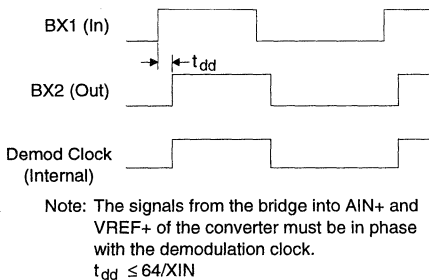 BX1 (In)
t dd
BX2 (Out)
Demod Clock
(Internal)
Note: The signals from the bridge into AIN+ and
VREF+ of the converter must be in phase
with the demodulation clock.
t dd ≤ 64/XIN